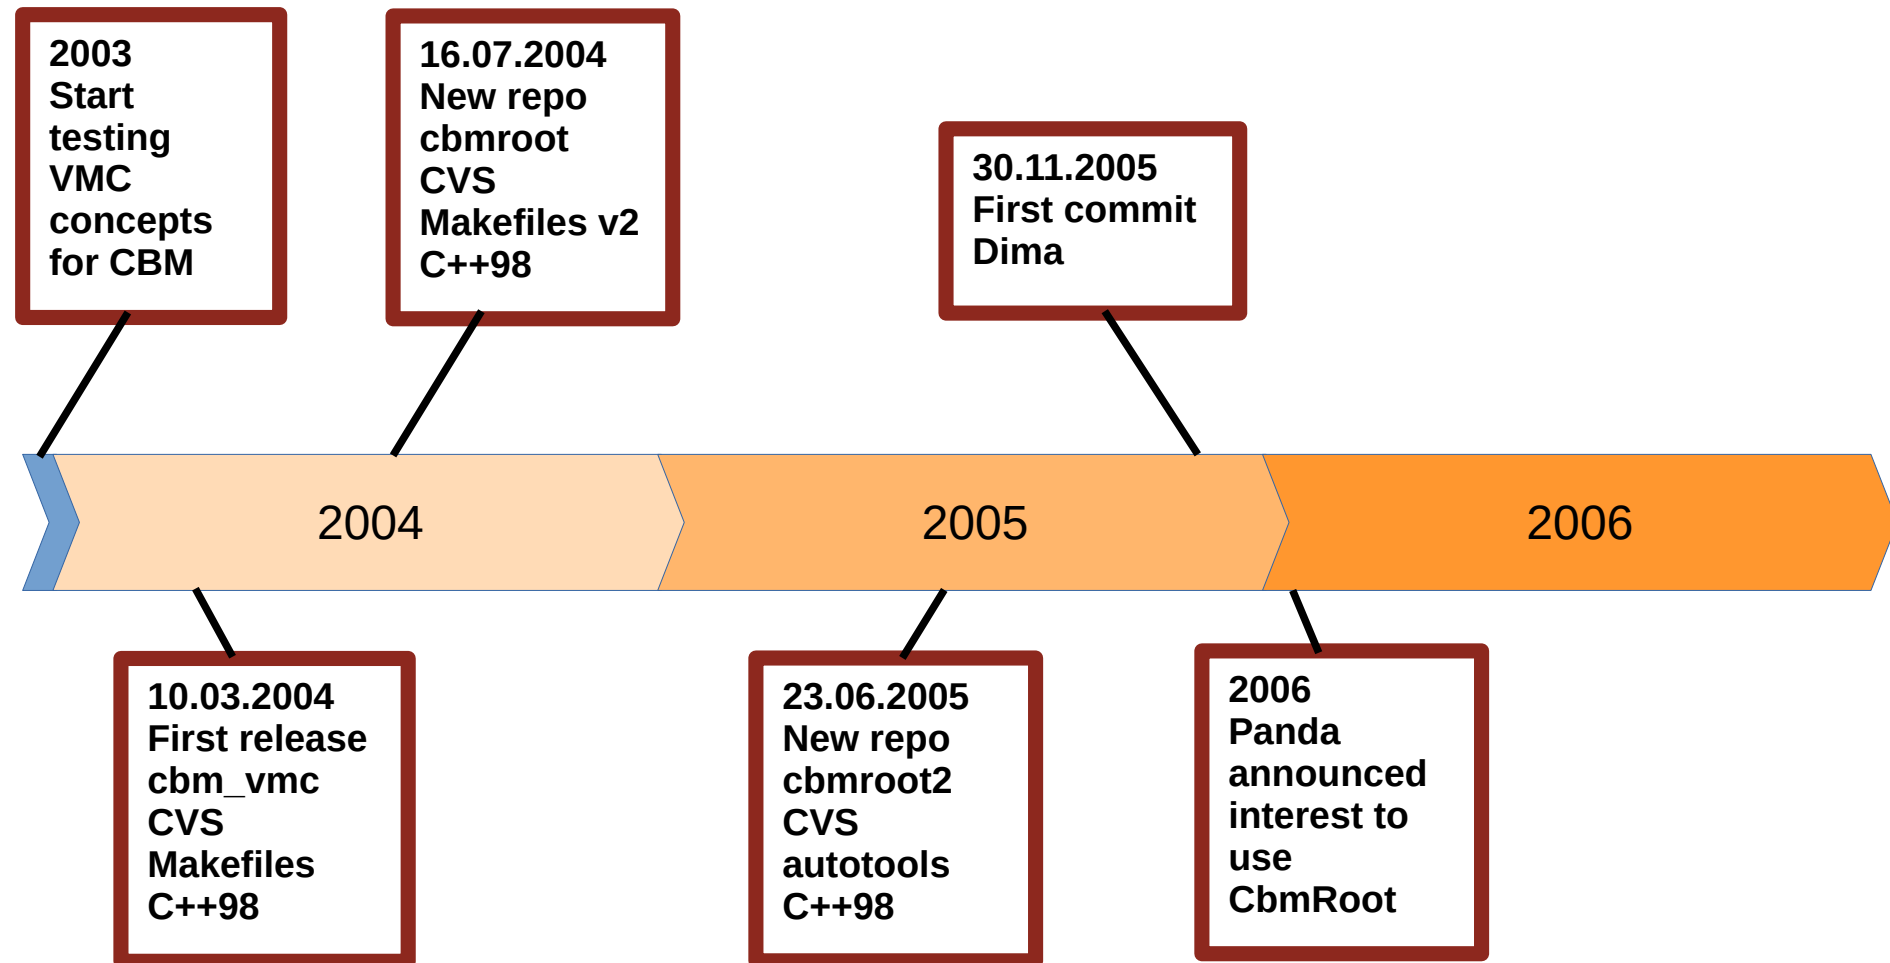 2003
Start
testing
VMC
concepts
for CBM
16.07.2004
New repo
cbmroot
CVS
Makefiles v2
C++98
30.11.2005
First commit
Dima
2004
2005
2006
10.03.2004
First release
cbm_vmc
CVS
Makefiles
C++98
23.06.2005
New repo
cbmroot2
CVS
autotools
C++98
2006
Panda
announced
interest to
use
CbmRoot